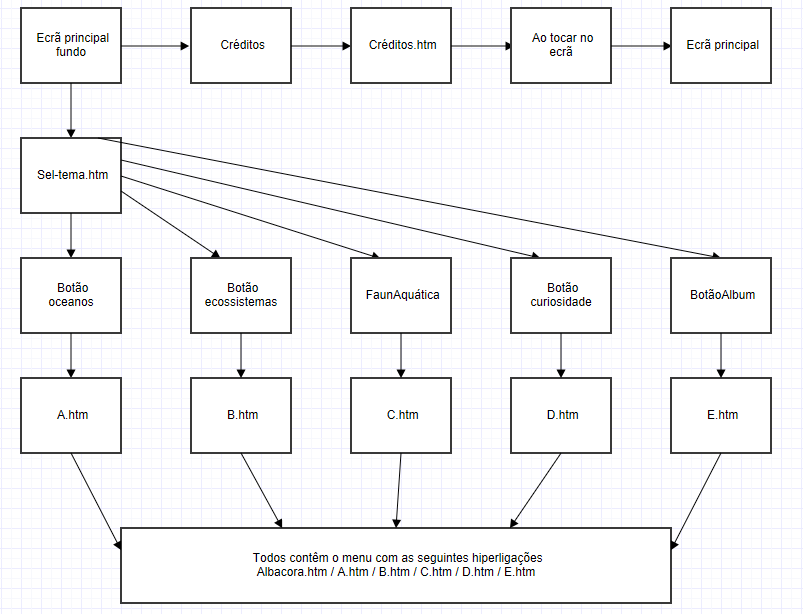 Ecrã principal
fundo
Créditos
Créditos.htm
Ao tocar no
ecrã
Ecrã principal
Sel-tema.htm
Botão
oceanos
Botão
ecossistemas
FaunAquática
Botão
curiosidade
BotãoAlbum
A.htm
B.htm
C.htm
D.htm
E.htm
Todos contêm o menu com as seguintes hiperligações
Albacora.htm / A.htm / B.htm / C.htm / D.htm / E.htm